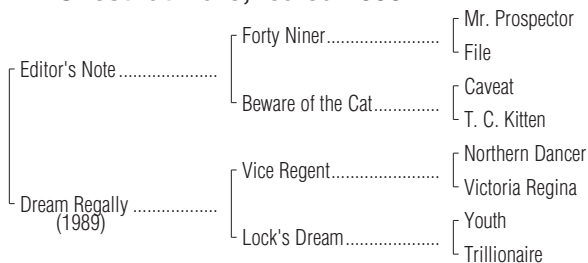 Mr. Prospector
Forty Niner
File
Editor's Note
Caveat
Beware of the Cat
T. C. Kitten
Northern Dancer
Vice Regent
Victoria Regina
Dream Regally
(1989)
Youth
Lock's Dream
Trillionaire